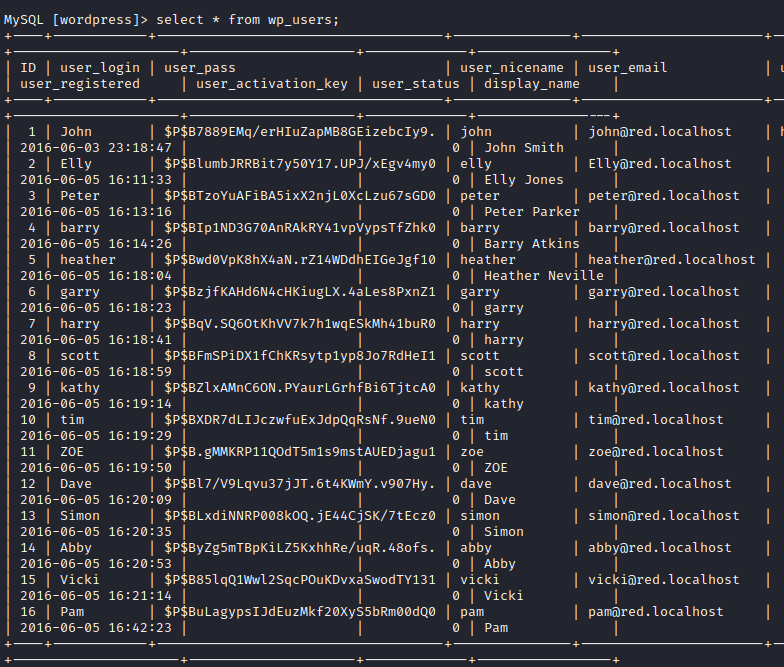 MySQL [wordpress]> select * from wp_users;
+----+------------+------------------------------------+---------------+-----------------------+--
+---------------------+---------------------+-------------+-----------------+
| ID | user_login | user_pass                          | user_nicename | user_email            | u
| user_registered     | user_activation_key | user_status | display_name    |
+----+------------+------------------------------------+---------------+-----------------------+--
+---------------------+---------------------+-------------+-----------------+
|  1 | John       | $P$B7889EMq/erHIuZapMB8GEizebcIy9. | john          | john@red.localhost    | h
| 2016-06-03 23:18:47 |                     |           0 | John Smith      |
|  2 | Elly       | $P$BlumbJRRBit7y50Y17.UPJ/xEgv4my0 | elly          | Elly@red.localhost    |
| 2016-06-05 16:11:33 |                     |           0 | Elly Jones      |
|  3 | Peter      | $P$BTzoYuAFiBA5ixX2njL0XcLzu67sGD0 | peter         | peter@red.localhost   |
| 2016-06-05 16:13:16 |                     |           0 | Peter Parker    |
|  4 | barry      | $P$BIp1ND3G70AnRAkRY41vpVypsTfZhk0 | barry         | barry@red.localhost   |
| 2016-06-05 16:14:26 |                     |           0 | Barry Atkins    |
|  5 | heather    | $P$Bwd0VpK8hX4aN.rZ14WDdhEIGeJgf10 | heather       | heather@red.localhost |
| 2016-06-05 16:18:04 |                     |           0 | Heather Neville |
|  6 | garry      | $P$BzjfKAHd6N4cHKiugLX.4aLes8PxnZ1 | garry         | garry@red.localhost   |
| 2016-06-05 16:18:23 |                     |           0 | garry           |
|  7 | harry      | $P$BqV.SQ6OtKhVV7k7h1wqESkMh41buR0 | harry         | harry@red.localhost   |
| 2016-06-05 16:18:41 |                     |           0 | harry           |
|  8 | scott      | $P$BFmSPiDX1fChKRsytp1yp8Jo7RdHeI1 | scott         | scott@red.localhost   |
| 2016-06-05 16:18:59 |                     |           0 | scott           |
|  9 | kathy      | $P$BZlxAMnC6ON.PYaurLGrhfBi6TjtcA0 | kathy         | kathy@red.localhost   |
| 2016-06-05 16:19:14 |                     |           0 | kathy           |
| 10 | tim        | $P$BXDR7dLIJczwfuExJdpQqRsNf.9ueN0 | tim           | tim@red.localhost     |
| 2016-06-05 16:19:29 |                     |           0 | tim             |
| 11 | ZOE        | $P$B.gMMKRP11QOdT5m1s9mstAUEDjagu1 | zoe           | zoe@red.localhost     |
| 2016-06-05 16:19:50 |                     |           0 | ZOE             |
| 12 | Dave       | $P$Bl7/V9Lqvu37jJT.6t4KWmY.v907Hy. | dave          | dave@red.localhost    |
| 2016-06-05 16:20:09 |                     |           0 | Dave            |
| 13 | Simon      | $P$BLxdiNNRP008kOQ.jE44CjSK/7tEcz0 | simon         | simon@red.localhost   |
| 2016-06-05 16:20:35 |                     |           0 | Simon           |
| 14 | Abby       | $P$ByZg5mTBpKiLZ5KxhhRe/uqR.48ofs. | abby          | abby@red.localhost    |
| 2016-06-05 16:20:53 |                     |           0 | Abby            |
| 15 | Vicki      | $P$B85lqQ1Wwl2SqcPOuKDvxaSwodTY131 | vicki         | vicki@red.localhost   |
| 2016-06-05 16:21:14 |                     |           0 | Vicki           |
| 16 | Pam        | $P$BuLagypsIJdEuzMkf20XyS5bRm00dQ0 | pam           | pam@red.localhost     |
| 2016-06-05 16:42:23 |                     |           0 | Pam             |
+----+------------+------------------------------------+---------------+-----------------------+--
+---------------------+---------------------+-------------+-----------------+